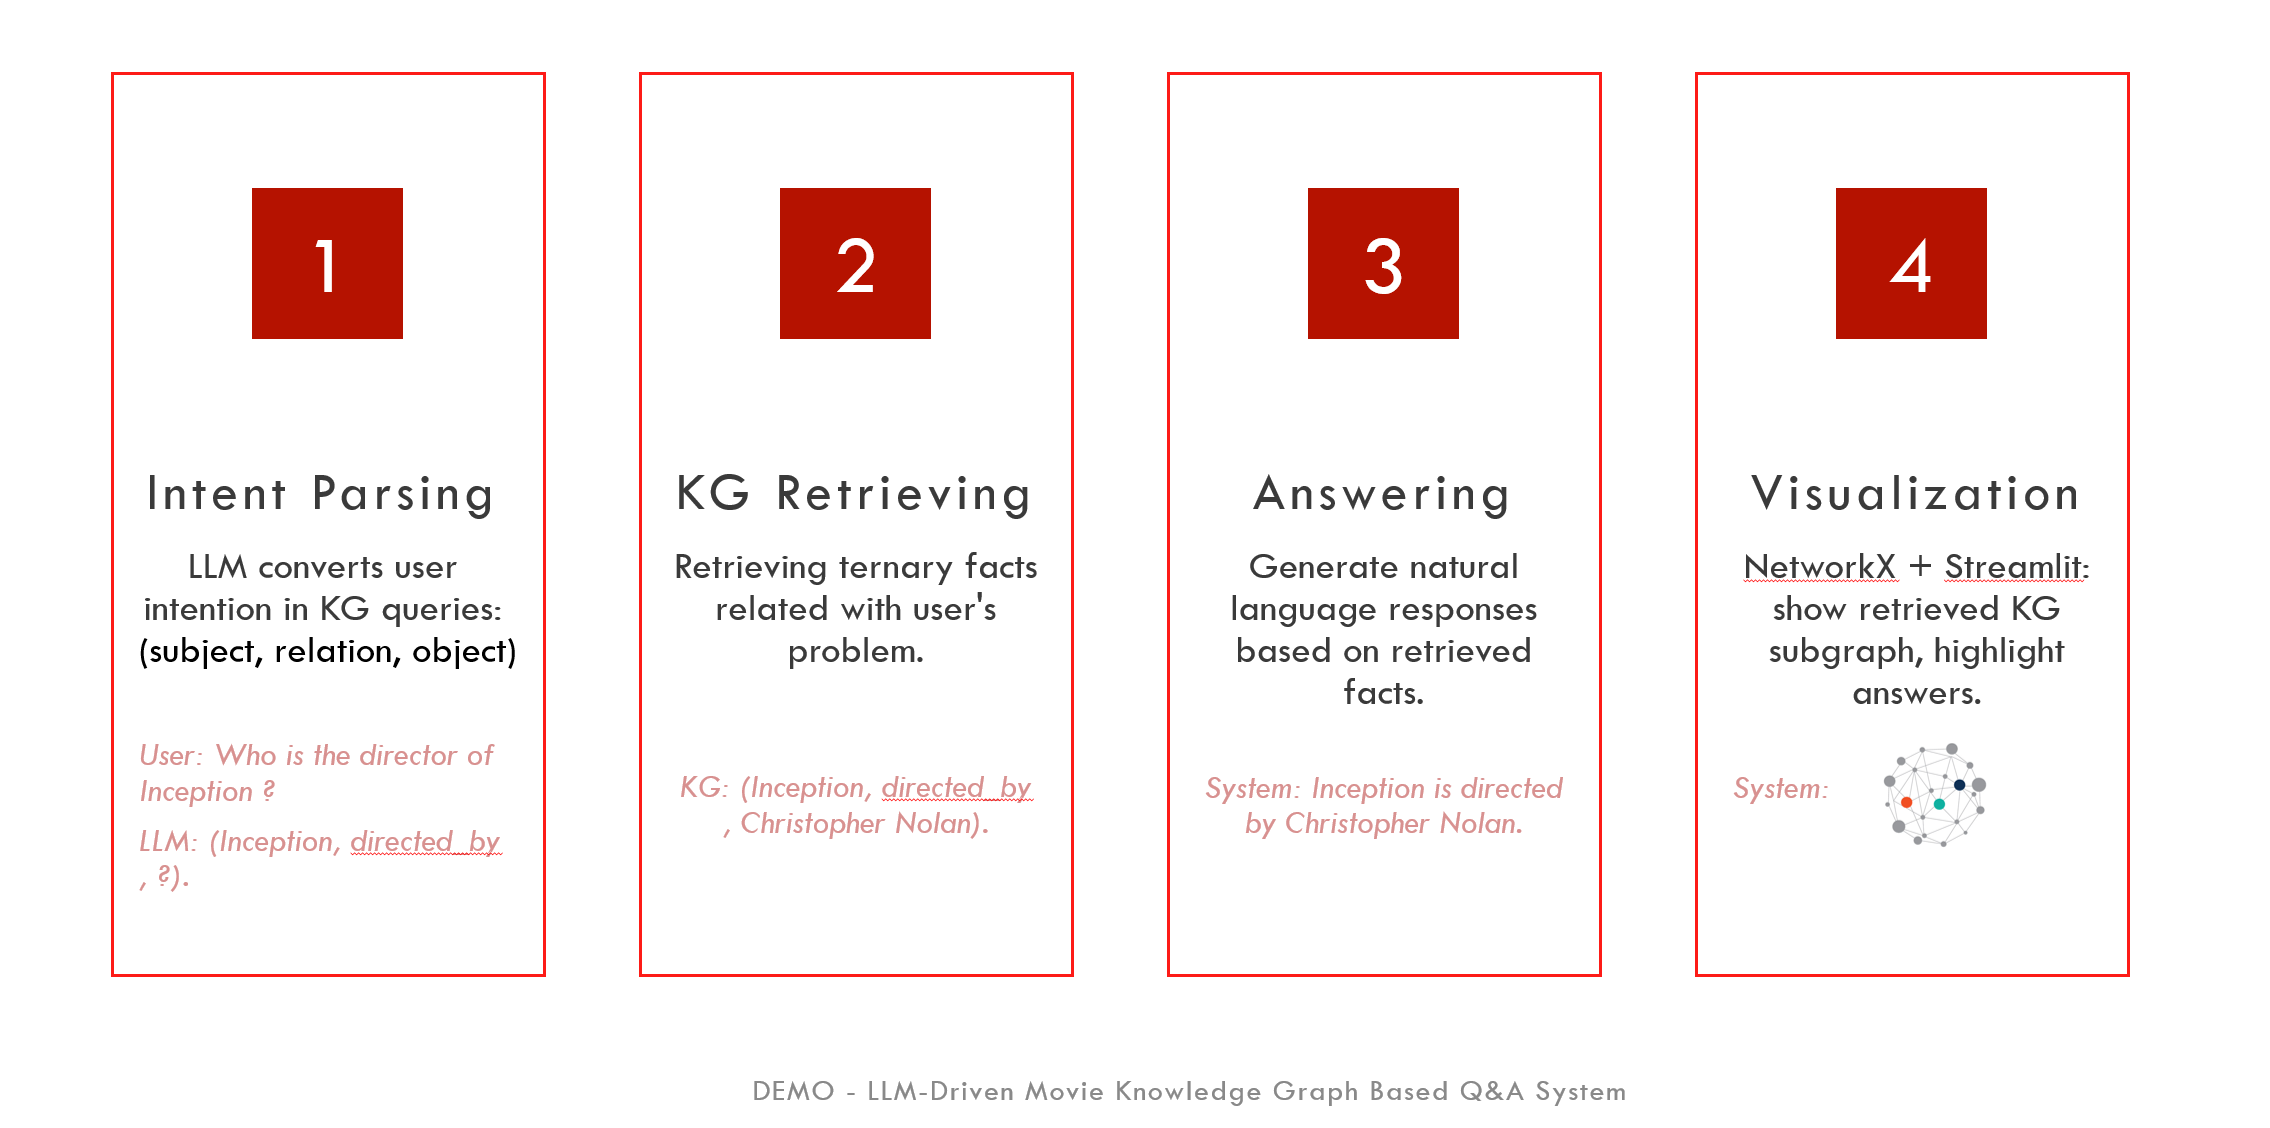 1
Intent Parsing
LLM converts user
intention in KG queries:
(subject, relation, object)
User: Who is the director of
Inception ?
LLM: (Inception, directed_by
, ?).
2
KG Retrieving
Retrieving ternary facts
related with user's
problem.
KG: (Inception, directed_by
, Christopher Nolan).
3
Answering
Generate natural
language responses
based on retrieved
facts.
System: Inception is directed
by Christopher Nolan.
4
Visualization
NetworkX + Streamlit:
show retrieved KG
subgraph, highlight
answers.
System:
DEMO - LLM-Driven Movie Knowledge Graph Based Q&A System